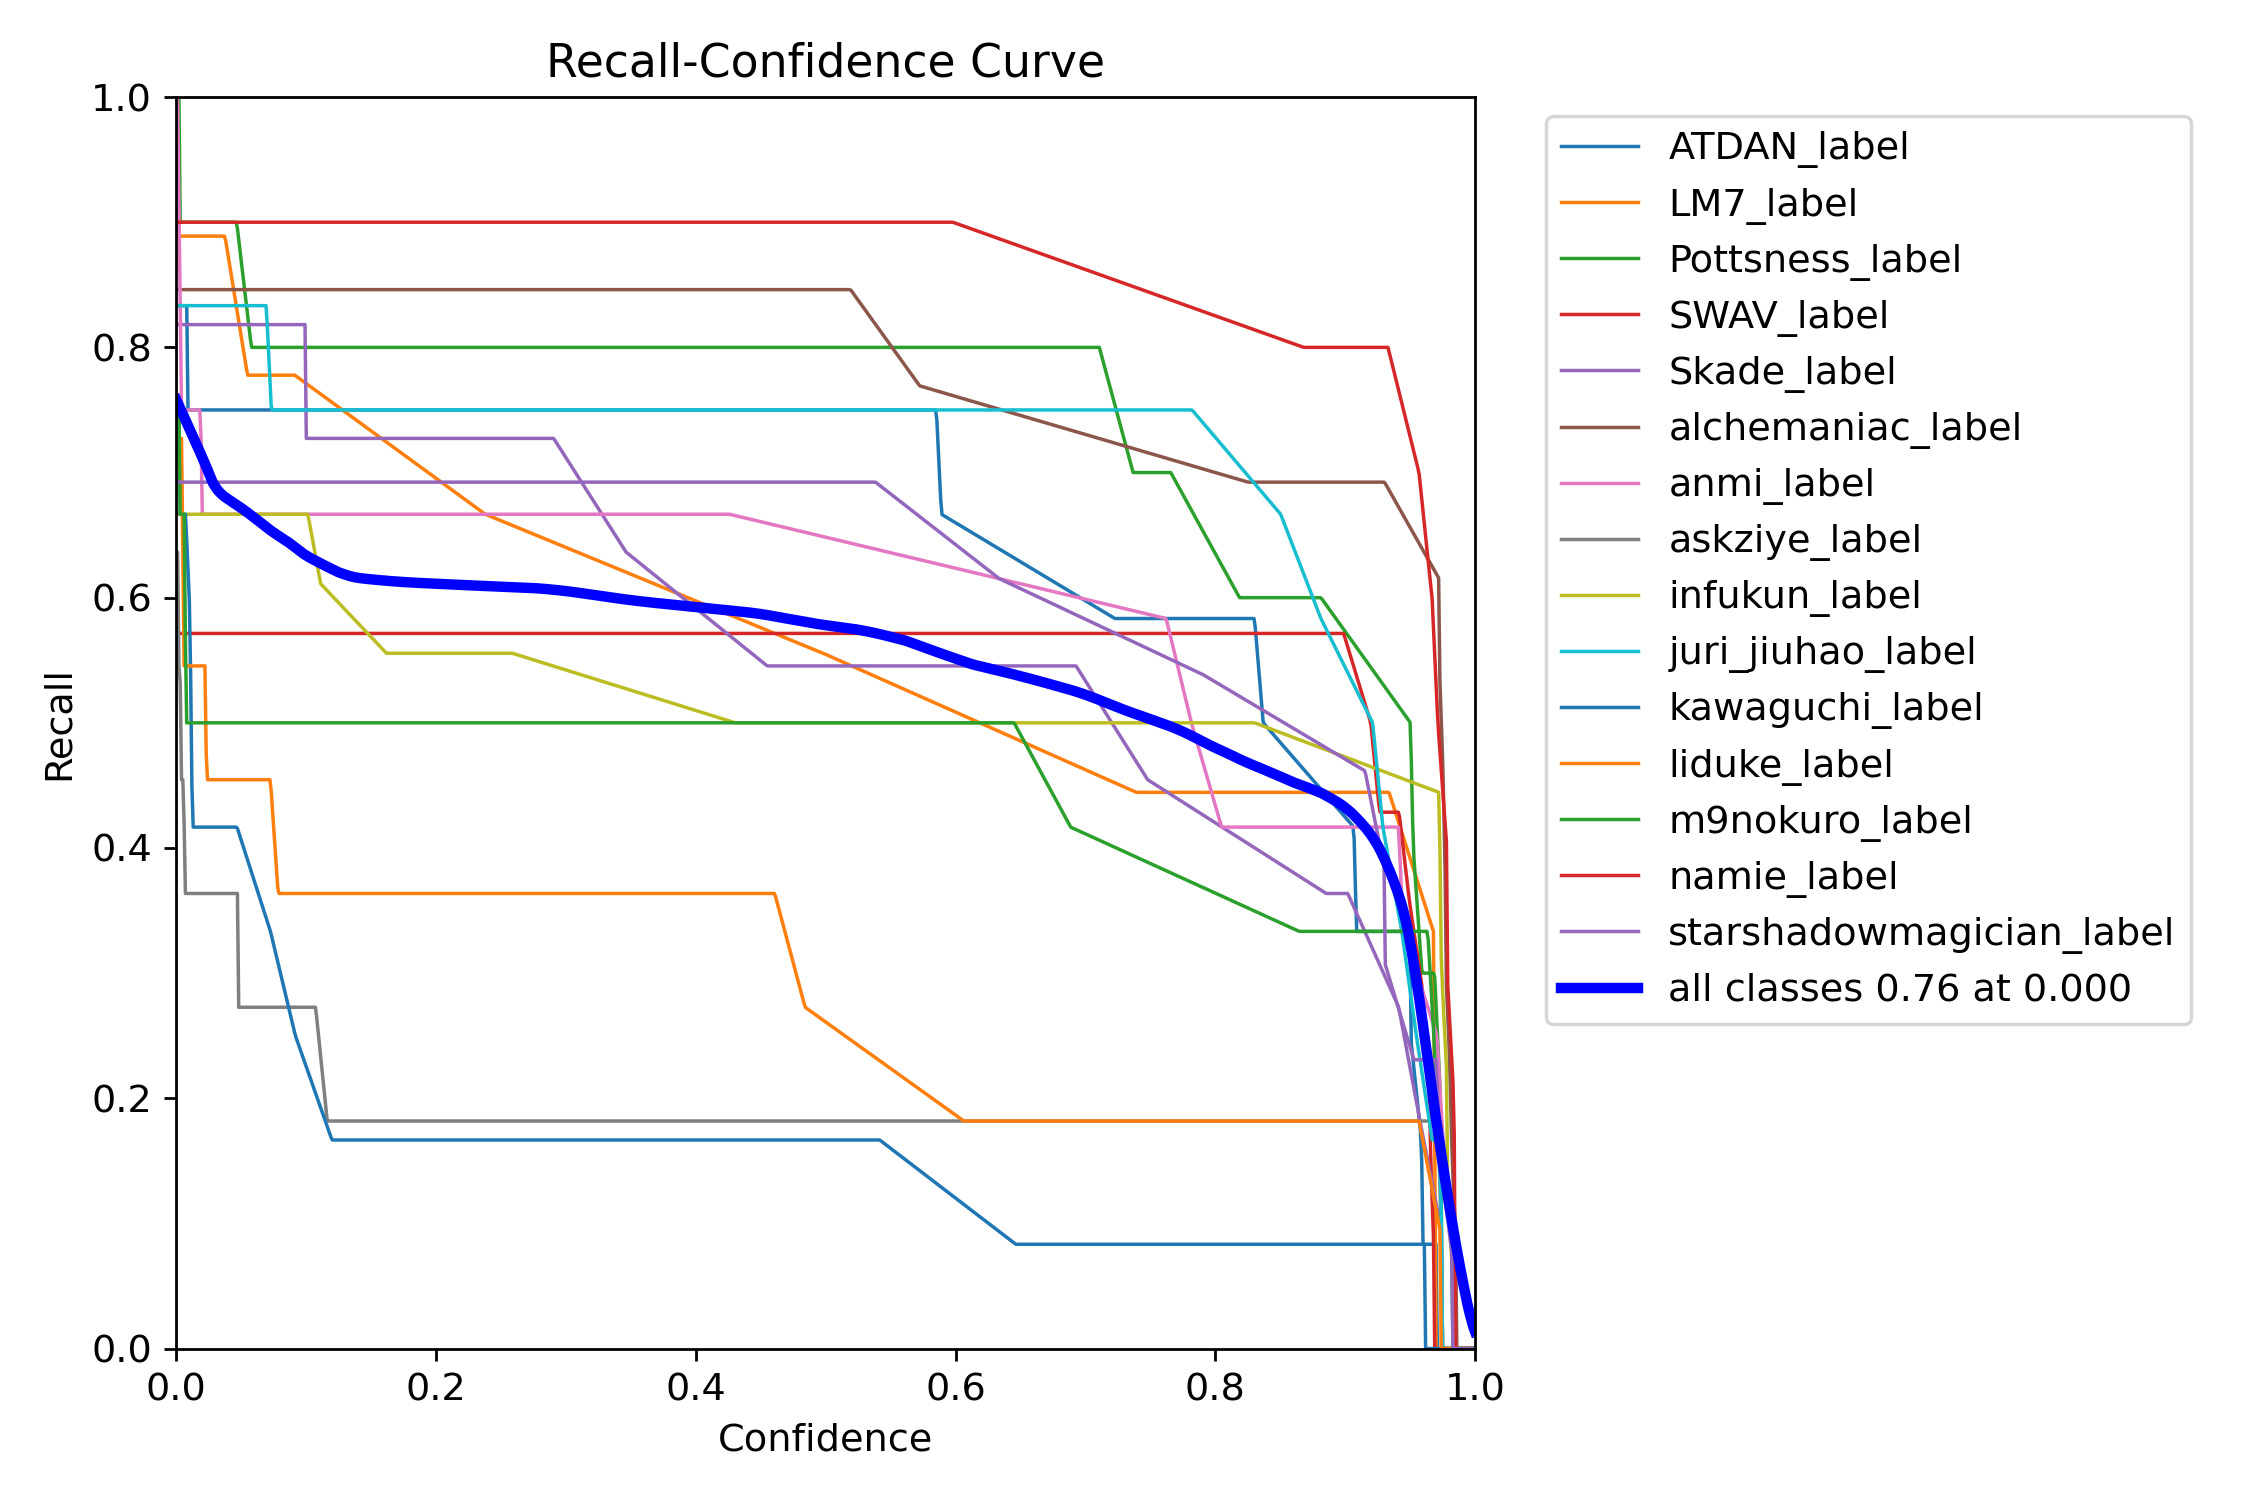 Recall-Confidence Curve
1.0
0.8
0.6
0.4
0.2
0.0
Recall
0.0 0.2 0.4 0.6 0.8 1.0
Confidence
ATDAN_label
LM7_label
Pottsness_label
SWAV_label
Skade_label
alchemaniac_label
anmi_label
askziye_label
infukun_label
juri_jiuhao_label
kawaguchi_label
liduke_label
m9nokuro_label
namie_label
starshadowmagician_label
all classes 0.76 at 0.000